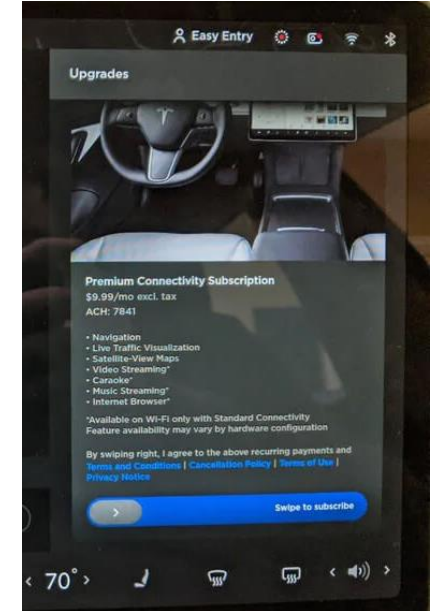 Easy Entry
Upgrades
Premium Connectivity Subscription
$9.99/mo excl. tax
ACH: 7841
• Navigation
• Live Traffic Visualization
• Satellite-View Maps
• Video Streaming*
• Caraoke*
• Music Streaming*
• Internet Browser*
*Available on Wi-Fi only with Standard Connectivity
Feature availability may vary by hardware configuration
By swiping right, I agree to the above recurring payments and
Terms and Conditions | Cancellation Policy | Terms of Use |
Privacy Notice
Swipe to subscribe
70°